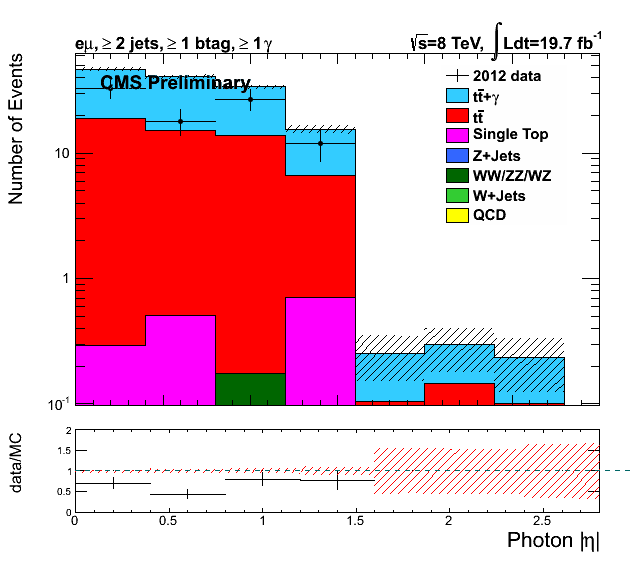 eμ, ≥ 2 jets, ≥ 1 btag, ≥ 1 γ
√s=8 TeV, ∫Ldt=19.7 fb⁻¹
CMS Preliminary
2012 data
tt̄+γ
tt̄
Single Top
Z+Jets
WW/ZZ/WZ
W+Jets
QCD
Number of Events
10
1
10⁻¹
data/MC
2
1.5
1
0.5
0
0 0.5 1 1.5 2 2.5
Photon |η|